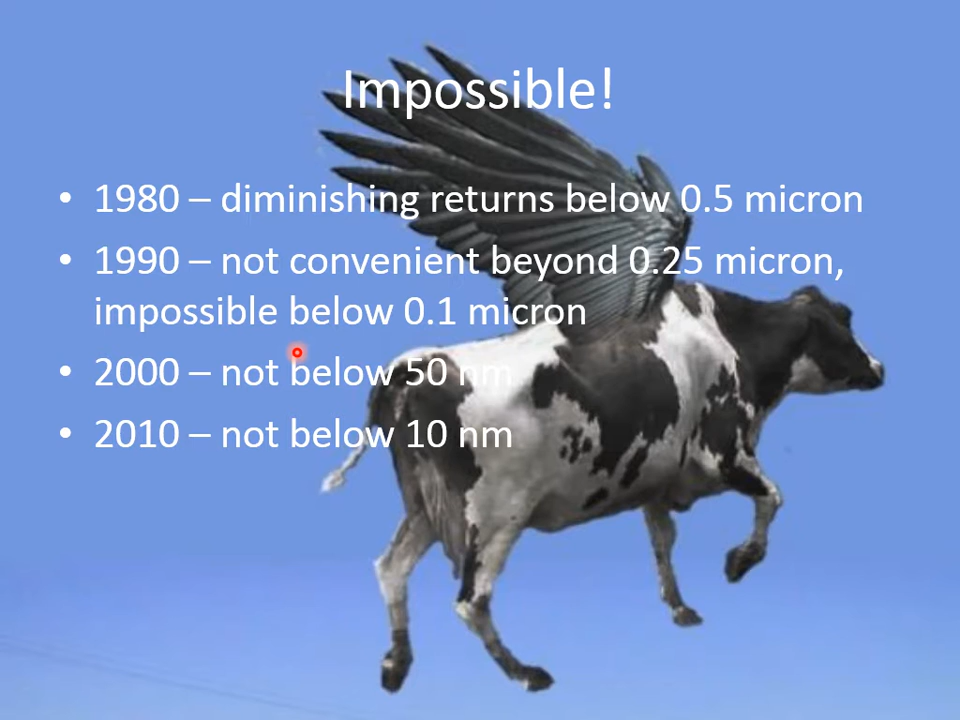 Impossible!
• 1980 – diminishing returns below 0.5 micron
• 1990 – not convenient beyond 0.25 micron,
impossible below 0.1 micron
• 2000 – not below 50 nm
• 2010 – not below 10 nm